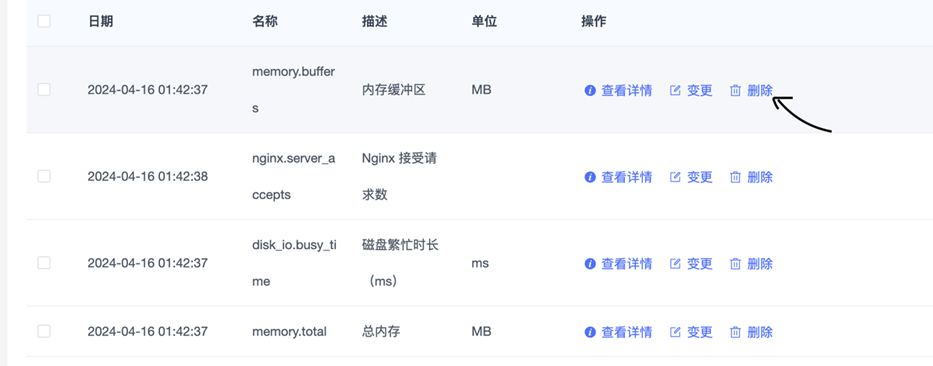 日期 名称 描述 单位 操作
memory.buffer
2024-04-16 01:42:37 内存缓冲区 MB 查看详情 变更 删除
s
nginx.server_a Nginx 接受请
2024-04-16 01:42:38 查看详情 变更 删除
ccepts 求数
disk_io.busy_ti 磁盘繁忙时长
2024-04-16 01:42:37 ms 查看详情 变更 删除
me （ms）
2024-04-16 01:42:37 memory.total 总内存 MB 查看详情 变更 删除